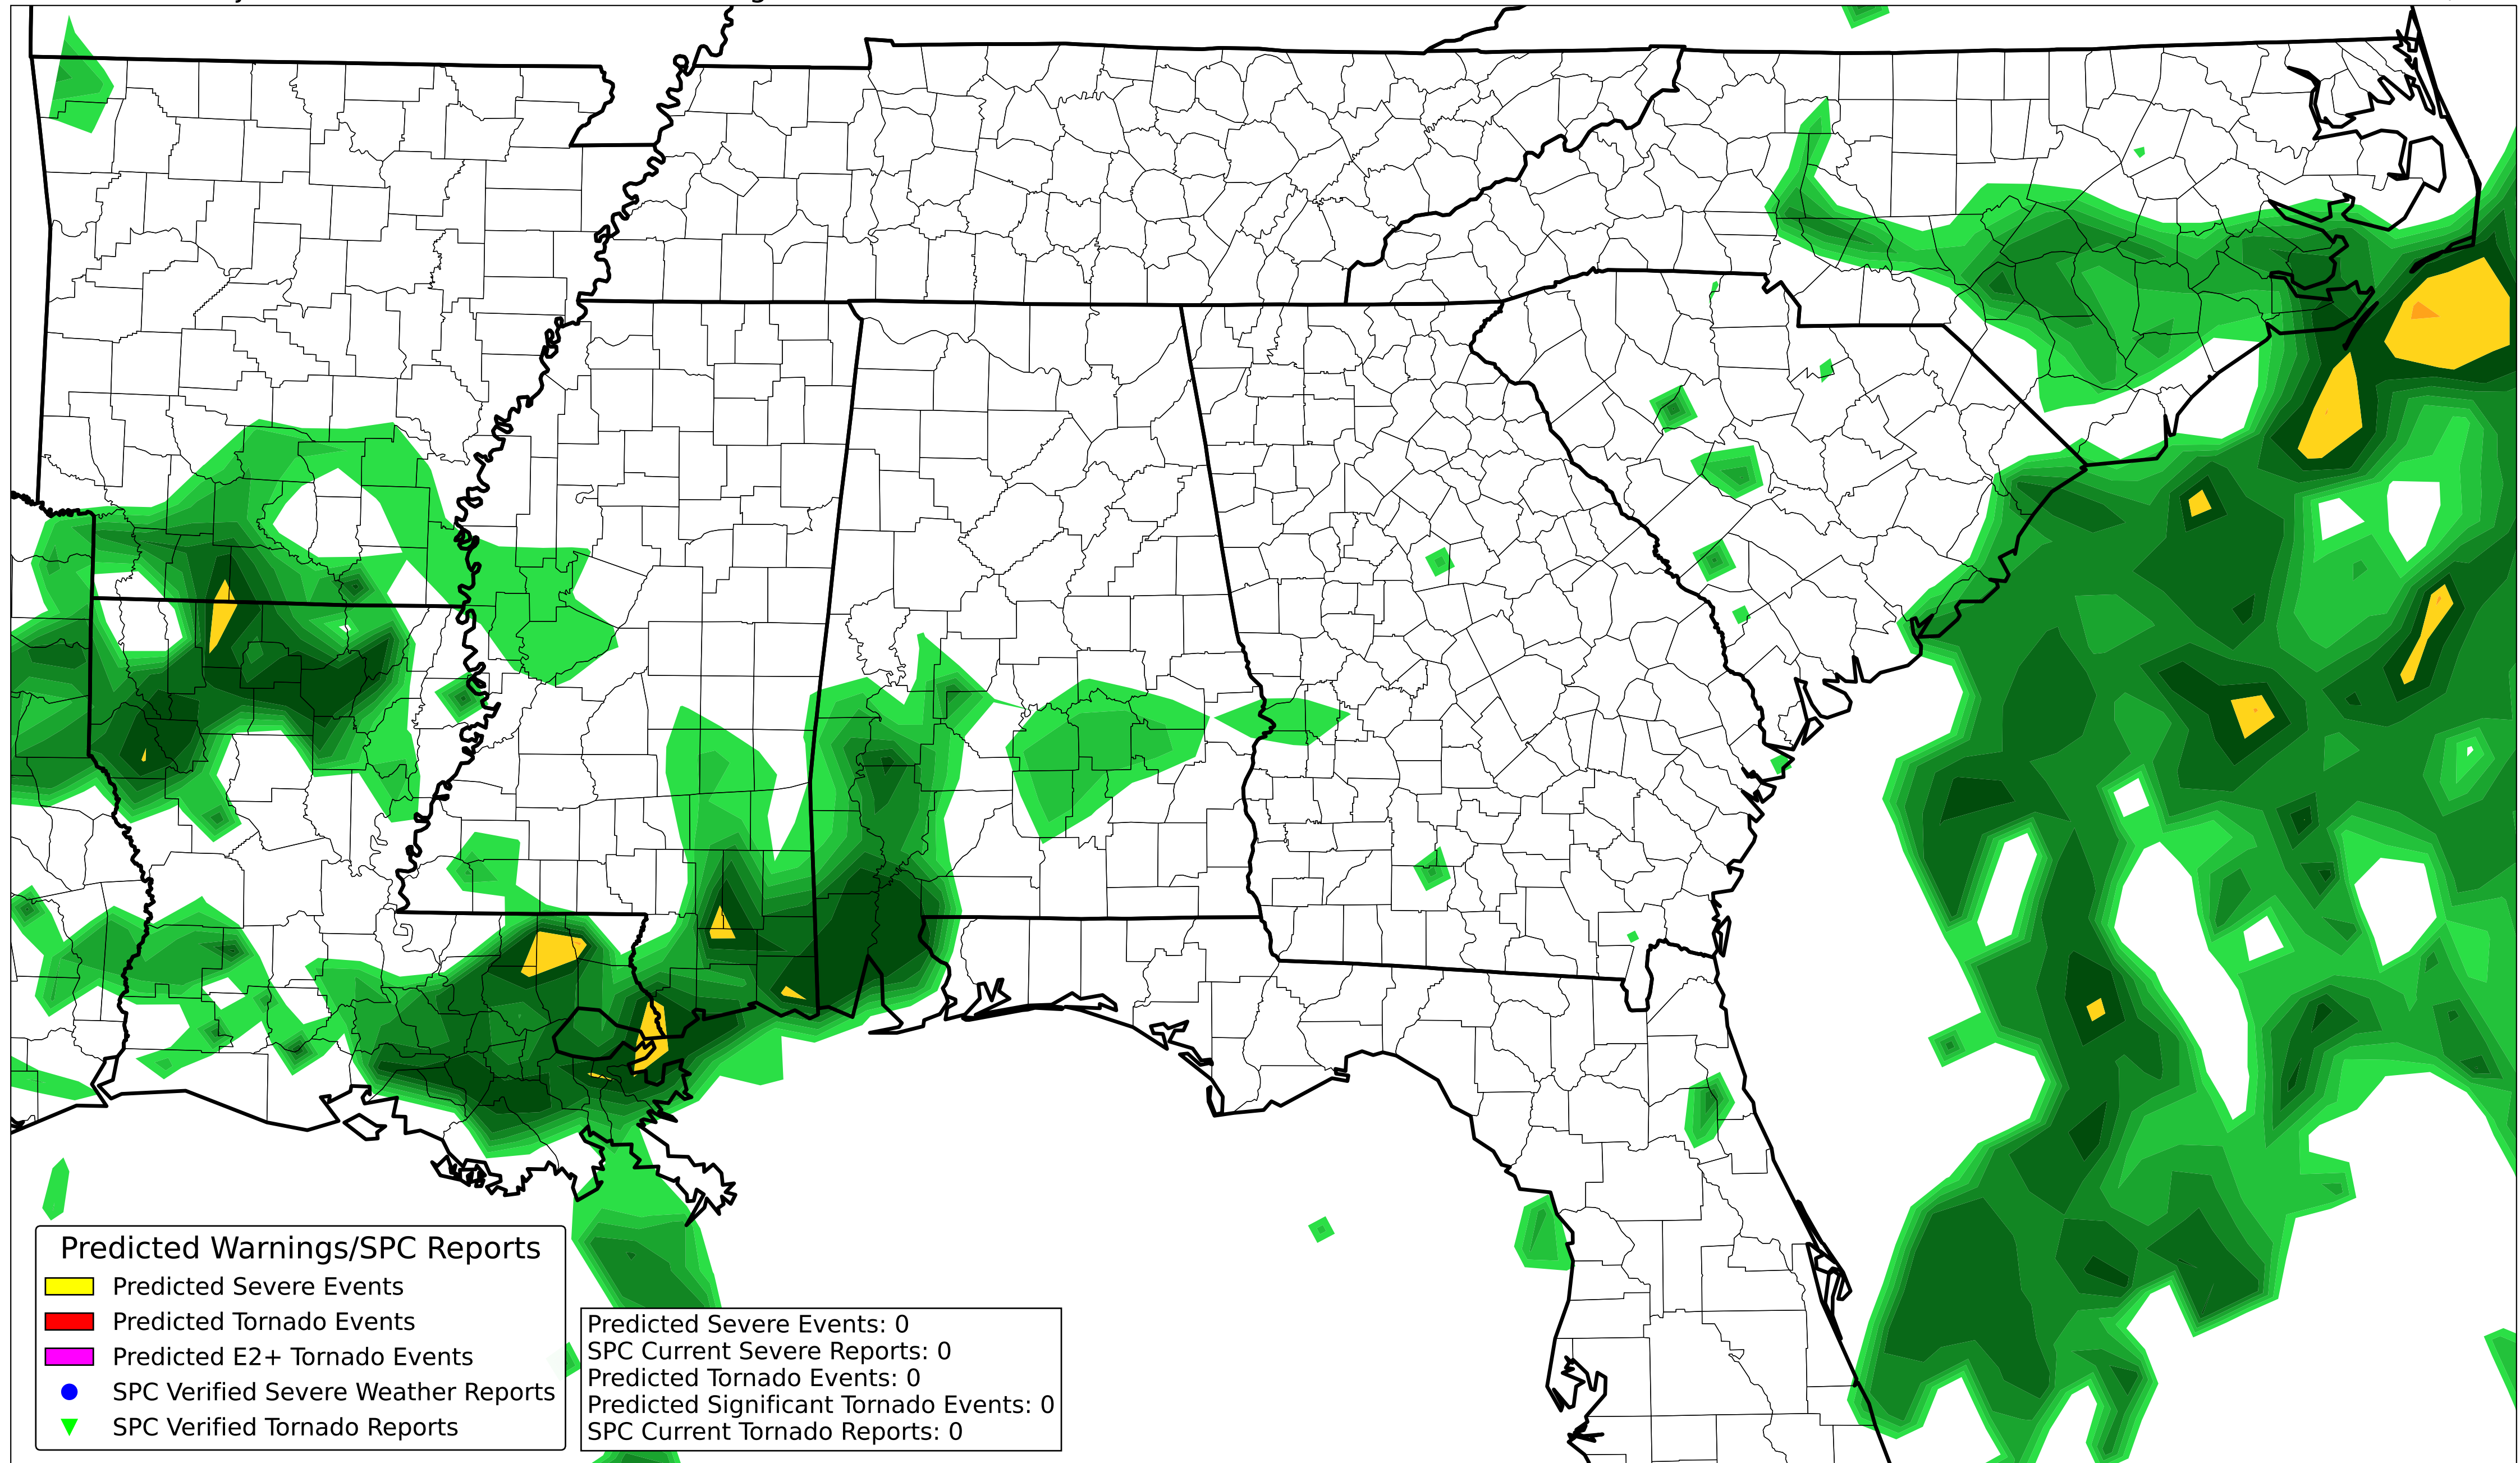 Predicted Warnings/SPC Reports
Predicted Severe Events
Predicted Tornado Events
Predicted E2+ Tornado Events
SPC Verified Severe Weather Reports
SPC Verified Tornado Reports
Predicted Severe Events: 0
SPC Current Severe Reports: 0
Predicted Tornado Events: 0
Predicted Significant Tornado Events: 0
SPC Current Tornado Reports: 0